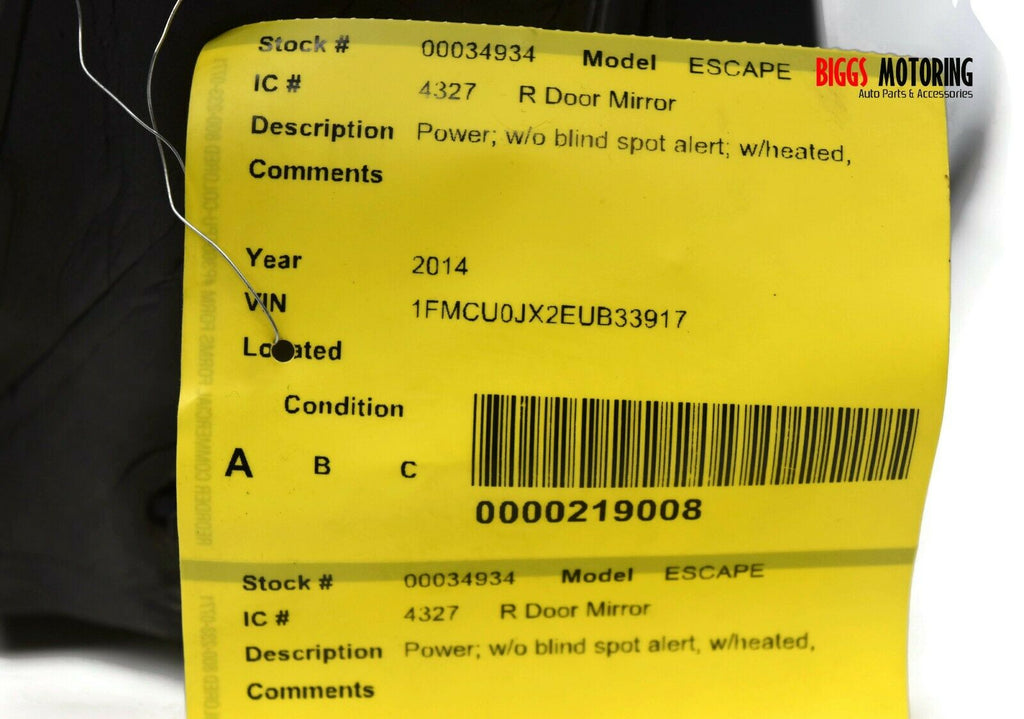 Stock # 00034934 Model ESCAPE
BIGGS MOTORING
Auto Parts & Accessories
IC # 4327 R Door Mirror
Description Power; w/o blind spot alert; w/heated,
Comments
Year 2014
VIN 1FMCU0JX2EUB33917
Located
Condition
A B C
0000219008
Stock # 00034934 Model ESCAPE
IC # 4327 R Door Mirror
Description Power; w/o blind spot alert, w/heated,
Comments